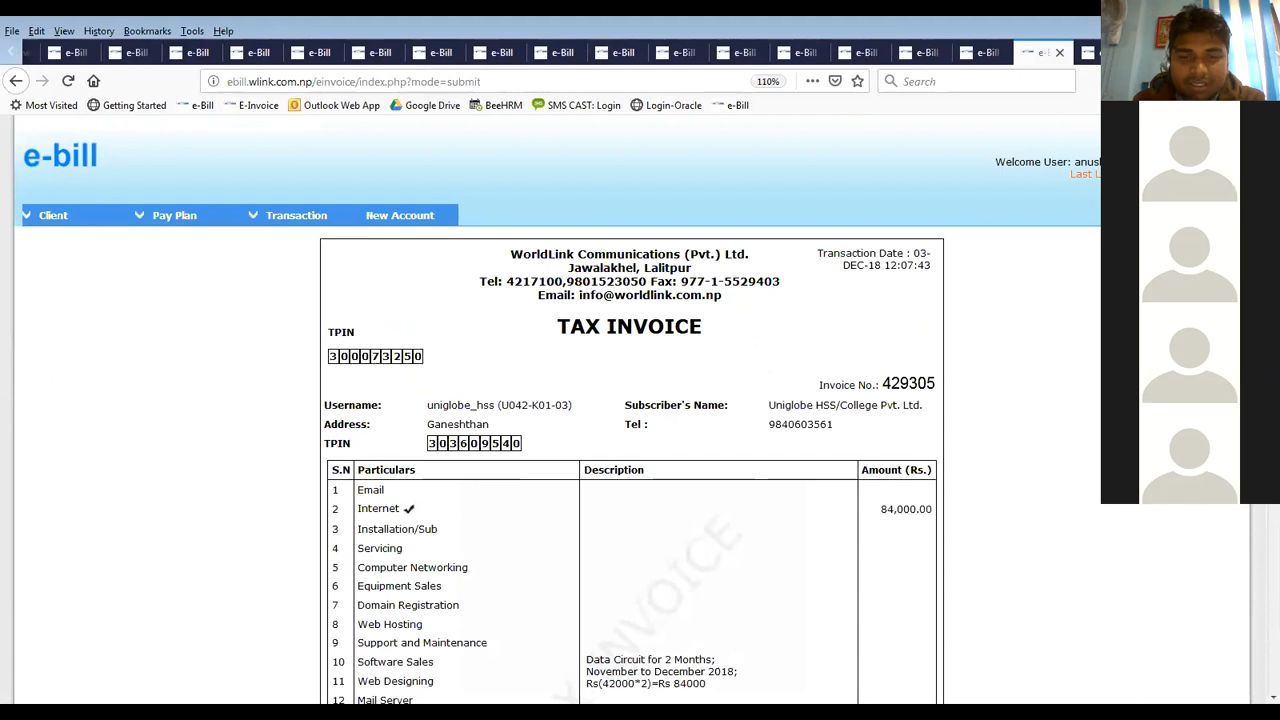 File Edit View History Bookmarks Tools Help
e-Bill e-Bill e-Bill e-Bill e-Bill e-Bill e-Bill e-Bill e-Bill e-Bill e-Bill e-Bill e-Bill e-Bill e-Bill e-Bill
ebill.wlink.com.np/einvoice/index.php?mode=submit 110% Search
Most Visited Getting Started e-Bill E-Invoice Outlook Web App Google Drive BeeHRM SMS CAST: Login Login-Oracle e-Bill
e-bill
Welcome User: anus
Last L
Client Pay Plan Transaction New Account
WorldLink Communications (Pvt.) Ltd.
Jawalakhel, Lalitpur
Tel: 4217100,9801523050 Fax: 977-1-5529403
Email: info@worldlink.com.np
Transaction Date : 03-
DEC-18 12:07:43
TAX INVOICE
TPIN
300073250
Invoice No.: 429305
Username: uniglobe_hss (U042-K01-03) Subscriber's Name: Uniglobe HSS/College Pvt. Ltd.
Address: Ganeshthan Tel : 9840603561
TPIN 303609540
S.N Particulars Description Amount (Rs.)
1 Email
2 Internet ✔ 84,000.00
3 Installation/Sub
4 Servicing
5 Computer Networking
6 Equipment Sales
7 Domain Registration
8 Web Hosting
9 Support and Maintenance
10 Software Sales
11 Web Designing
12 Mail Server
Data Circuit for 2 Months;
November to December 2018;
Rs(42000*2)=Rs 84000
INVOICE